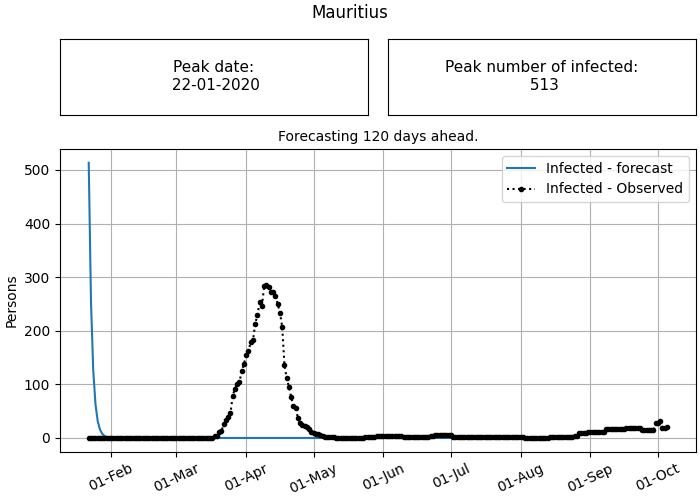 Mauritius
Peak date:
22-01-2020
Peak number of infected:
513
Forecasting 120 days ahead.
Infected - forecast
Infected - Observed
Persons
500
400
300
200
100
0
01-Feb
01-Mar
01-Apr
01-May
01-Jun
01-Jul
01-Aug
01-Sep
01-Oct